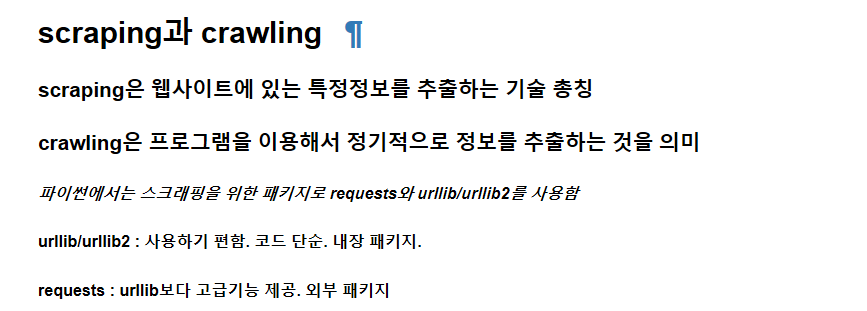 scraping과 crawling ¶
scraping은 웹사이트에 있는 특정정보를 추출하는 기술 총칭
crawling은 프로그램을 이용해서 정기적으로 정보를 추출하는 것을 의미
파이썬에서는 스크래핑을 위한 패키지로 requests와 urllib/urllib2를 사용함
urllib/urllib2 : 사용하기 편함. 코드 단순. 내장 패키지.
requests : urllib보다 고급기능 제공. 외부 패키지